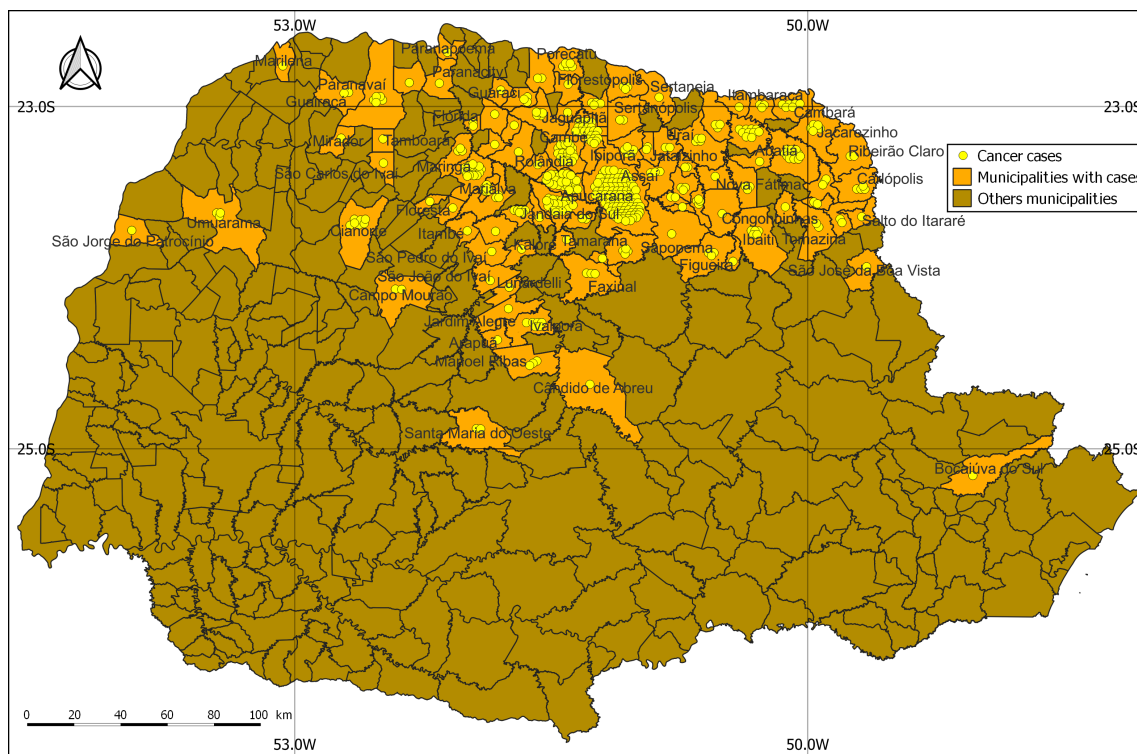 53.0W
50.0W
Marilena
Paranapoema
Porecatu
Paranavaí
Paranacity
Florestópolis
Sertaneja
Guairaçá
Guaraci
Itambaracá
23.0S
23.0S
Sertanópolis
Cambará
Flórida
Jaguapitã
Jacarezinho
Mirador
Tamboara
Cambé
Uraí
Abatiá
Ribeirão Claro
Cancer cases
Municipalities with cases
Others municipalities
Rolândia
Ibiporã
Jataizinho
São Carlos do Ivaí
Maringá
Assaí
Marialva
Nova Fátima
Carlópolis
Apucarana
Umuarama
Floresta
Jandaia do Sul
Congonhinhas
Salto do Itararé
São Jorge do Patrocínio
Cianorte
Itambé
Kaloré
Tamarana
Sapopema
Ibaiti
Tomazina
São Pedro do Ivaí
Figueira
São José da Boa Vista
São João do Ivaí
Lunardelli
Faxinal
Campo Mourão
Jardim Alegre
Ivaiporã
Arapuã
Manoel Ribas
Cândido de Abreu
Santa Maria do Oeste
25.0S
25.0S
Bocaiúva do Sul
0 20 40 60 80 100 km
53.0W
50.0W